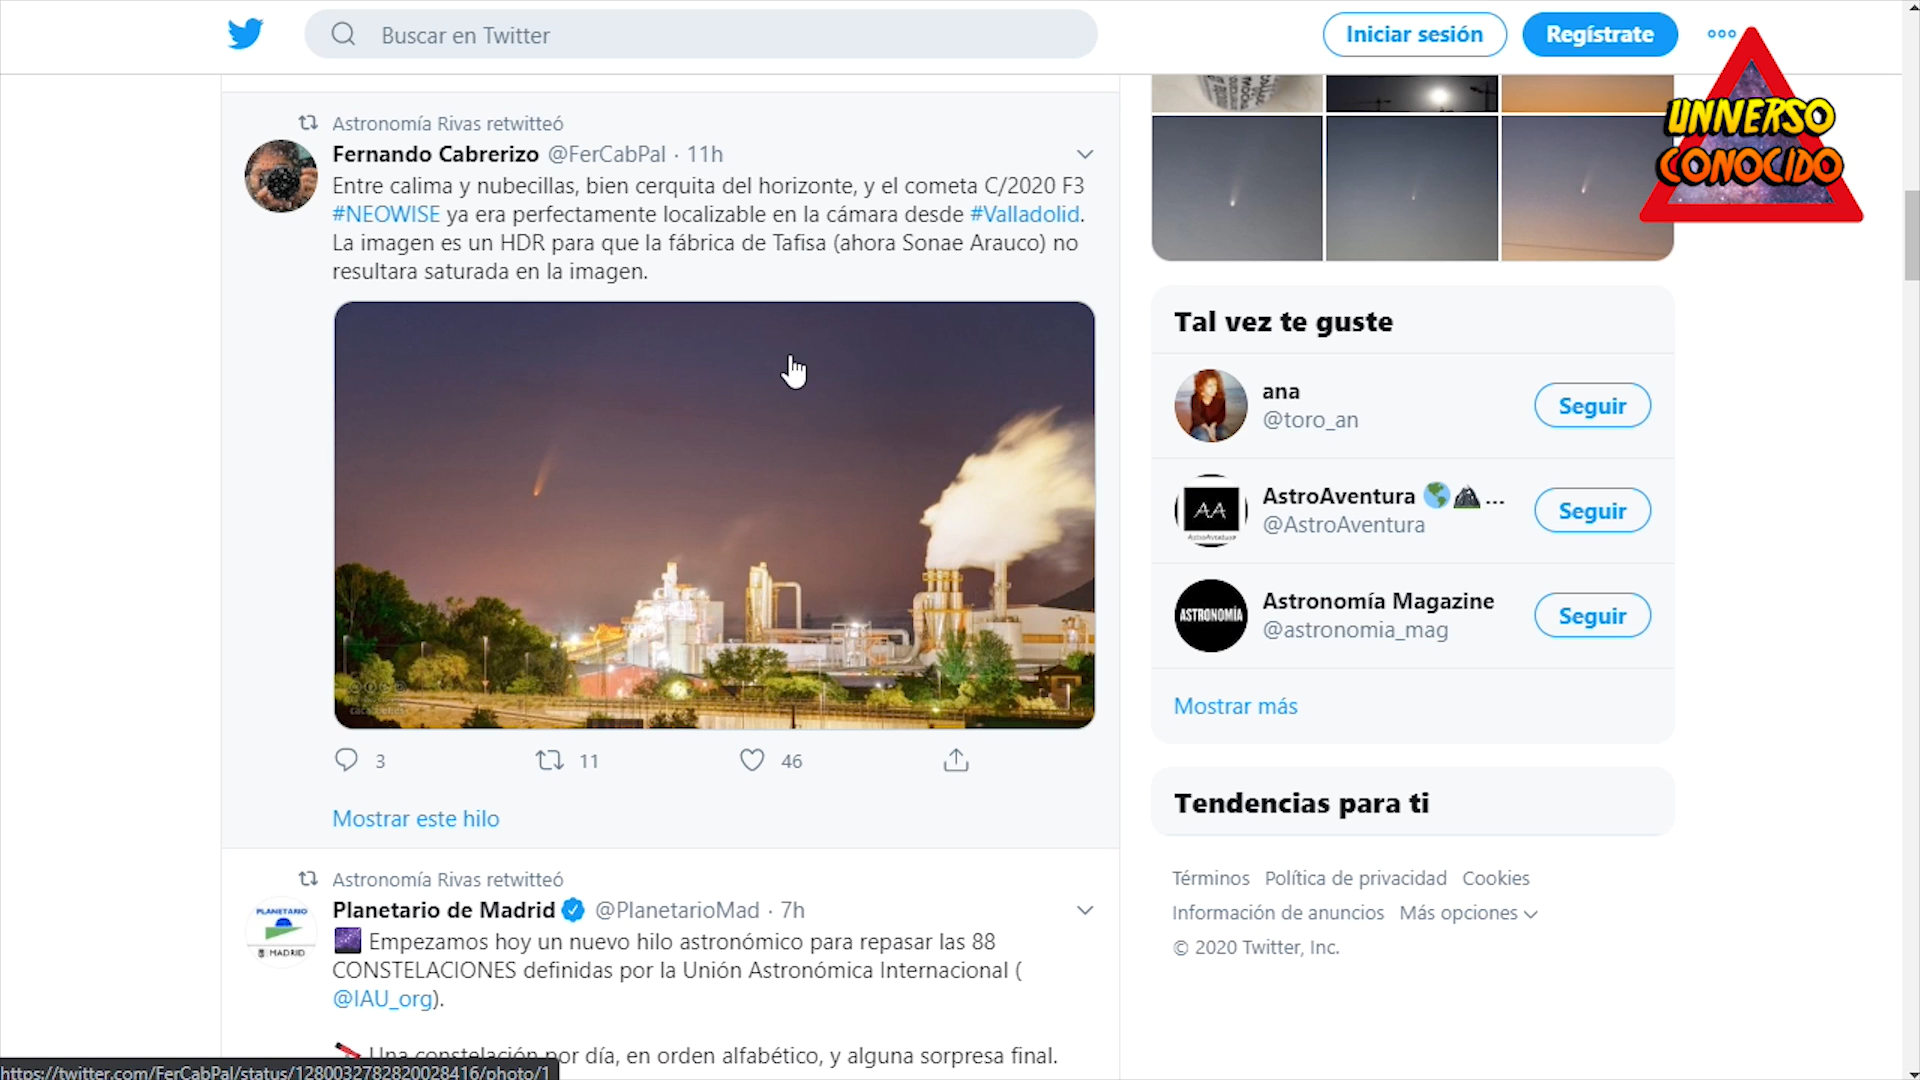 Buscar en Twitter
Iniciar sesión
Regístrate
UNIVERSO
CONOCIDO
Astronomía Rivas retwitteó
Fernando Cabrerizo @FerCabPal · 11h
Entre calima y nubecillas, bien cerquita del horizonte, y el cometa C/2020 F3
#NEOWISE ya era perfectamente localizable en la cámara desde #Valladolid.
La imagen es un HDR para que la fábrica de Tafisa (ahora Sonae Arauco) no
resultara saturada en la imagen.
3
11
46
Mostrar este hilo
Astronomía Rivas retwitteó
PLANETARIO
MADRID
Planetario de Madrid @PlanetarioMad · 7h
Empezamos hoy un nuevo hilo astronómico para repasar las 88
CONSTELACIONES definidas por la Unión Astronómica Internacional (
@IAU_org).
Una constelación por día, en orden alfabético, y alguna sorpresa final.
https://twitter.com/FerCabPal/status/1280032782820028416/photo/1
Tal vez te guste
ana
@toro_an
Seguir
AA
AstroAventura
AstroAventura ...
@AstroAventura
Seguir
ASTRONOMÍA
Astronomía Magazine
@astronomia_mag
Seguir
Mostrar más
Tendencias para ti
Términos Política de privacidad Cookies
Información de anuncios Más opciones
© 2020 Twitter, Inc.